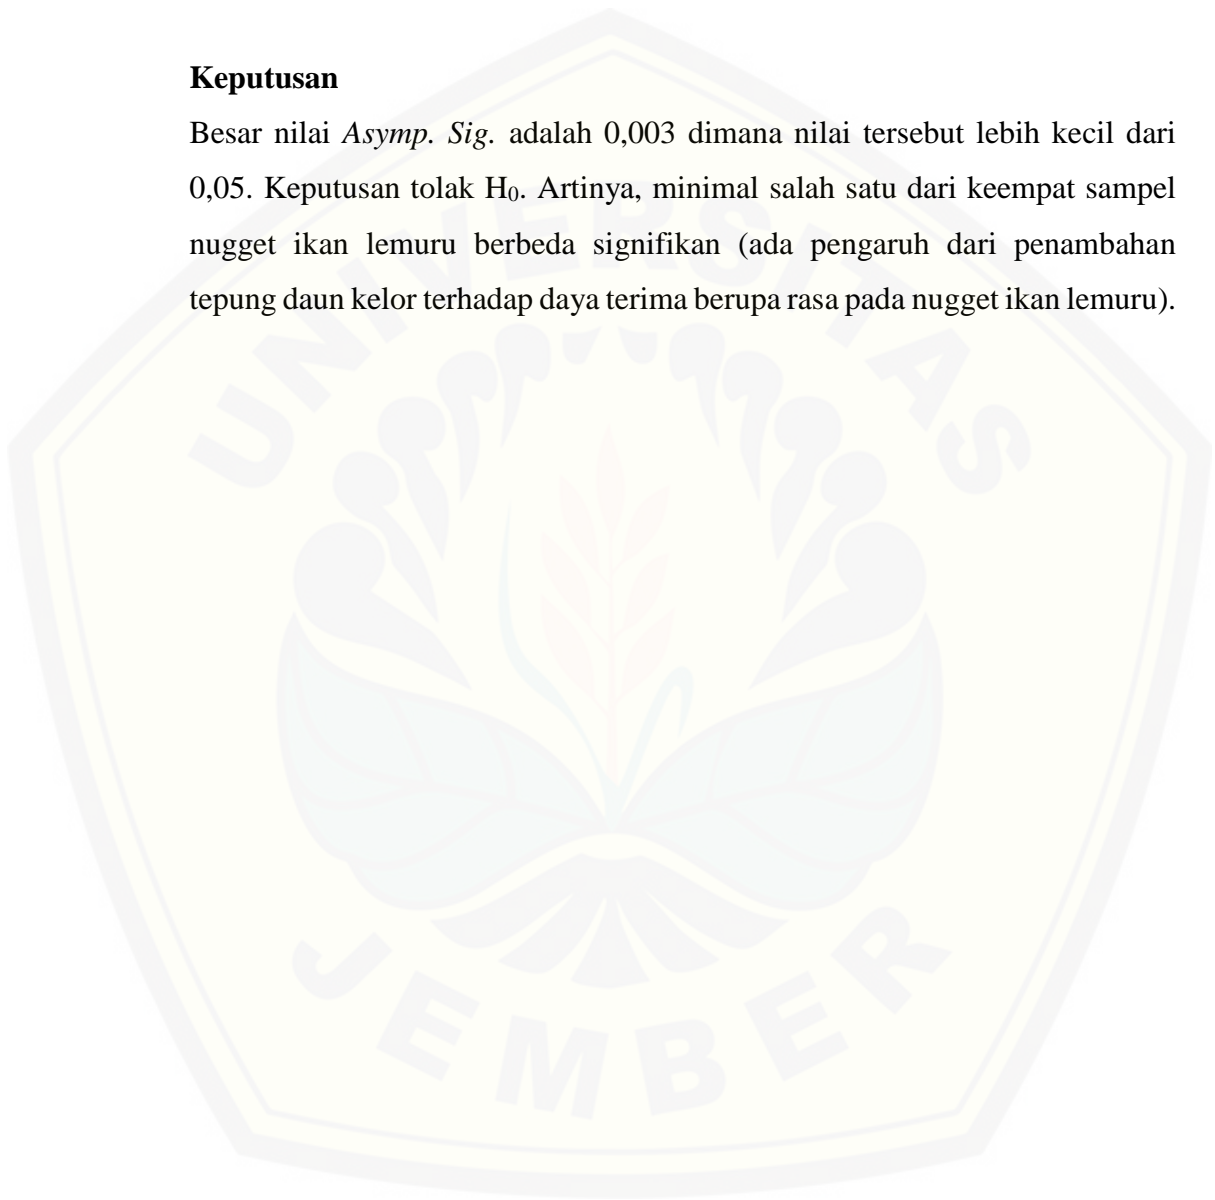 Keputusan
Besar nilai Asymp. Sig. adalah 0,003 dimana nilai tersebut lebih kecil dari
0,05. Keputusan tolak H₀. Artinya, minimal salah satu dari keempat sampel
nugget ikan lemuru berbeda signifikan (ada pengaruh dari penambahan
tepung daun kelor terhadap daya terima berupa rasa pada nugget ikan lemuru).
UNIVERSITAS
JEMBER